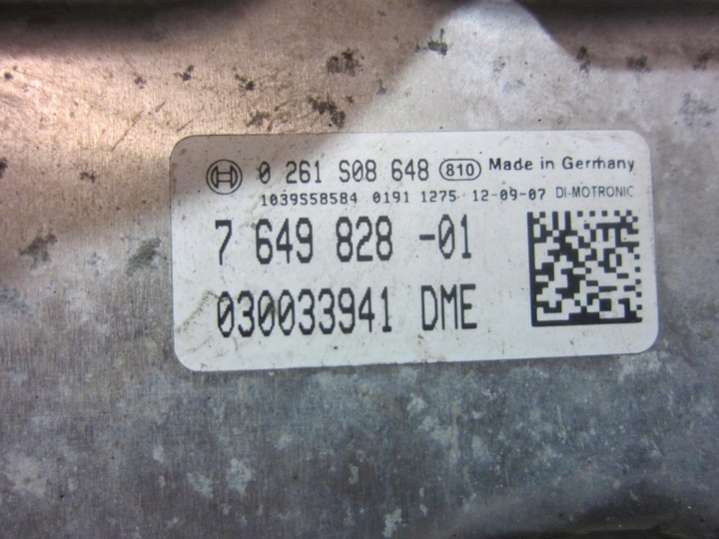 0 261 S08 648 810 Made in Germany
1039S58584 0191 1275 12-09-07 DI-MOTRONIC
7 649 828 -01
030033941 DME